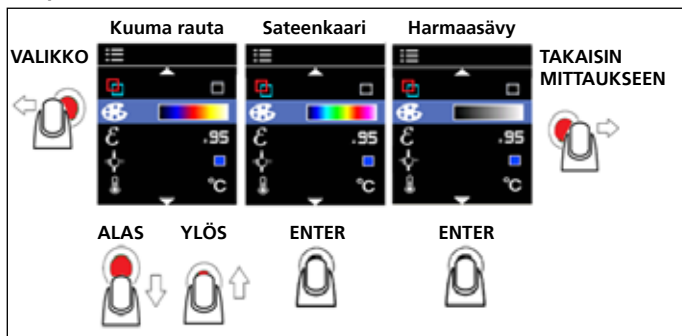 Kuuma rauta Sateenkaari Harmaasävy
VALIKKO
TAKAISIN
MITTAUKSEEN
.95 .95 .95
°C °C °C
ALAS YLÖS ENTER ENTER